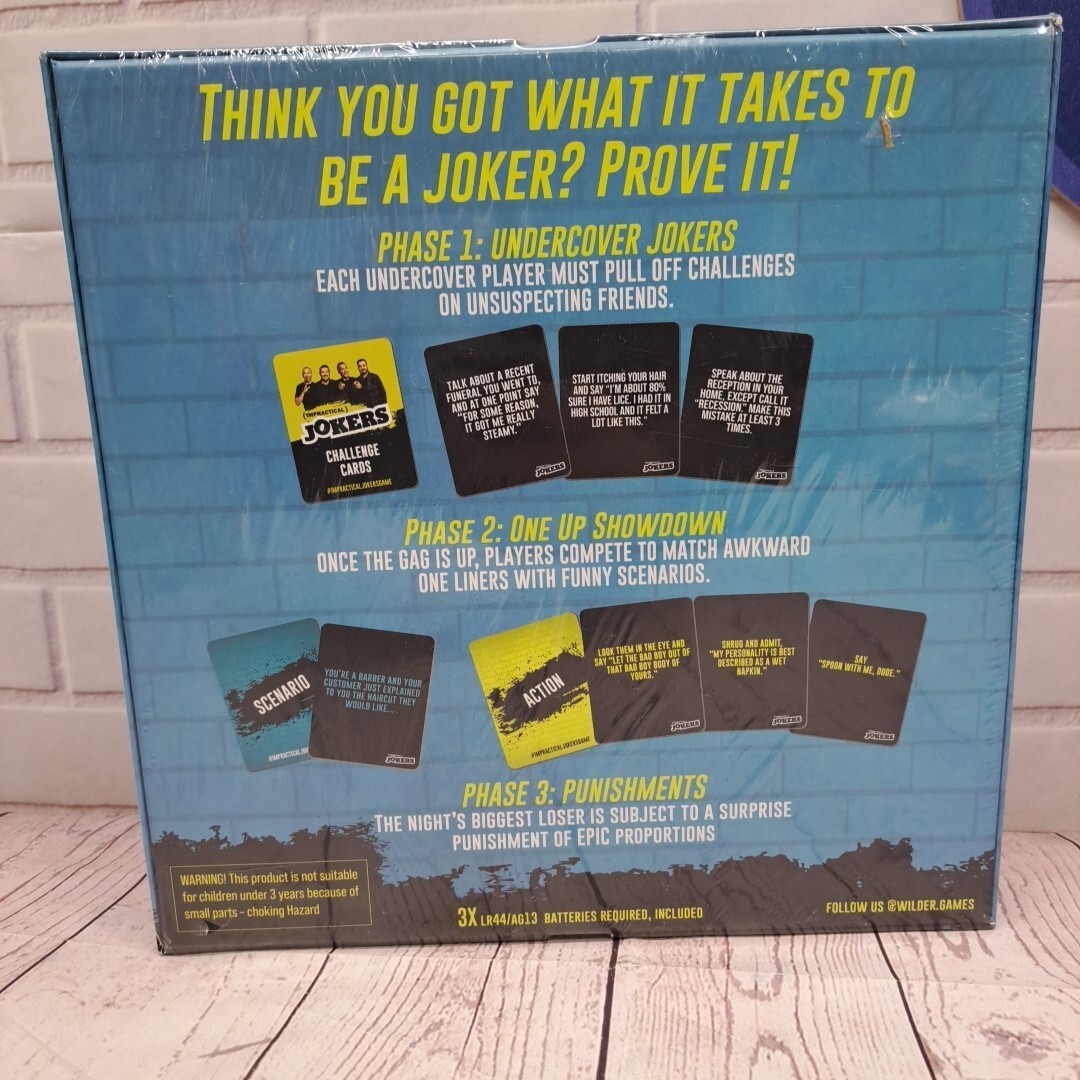 THINK YOU GOT WHAT IT TAKES TO
BE A JOKER? PROVE IT!
PHASE 1: UNDERCOVER JOKERS
EACH UNDERCOVER PLAYER MUST PULL OFF CHALLENGES
ON UNSUSPECTING FRIENDS.
(IMPRACTICAL)
JOKERS
CHALLENGE
CARDS
#IMPRACTICALJOKERSGAME
TALK ABOUT A RECENT
FUNERAL YOU WENT TO,
AND AT ONE POINT SAY
"FOR SOME REASON,
IT GOT ME REALLY
STEAMY."
JOKERS
START ITCHING YOUR HAIR
AND SAY "I'M ABOUT 80%
SURE I HAVE LICE. I HAD IT IN
HIGH SCHOOL AND IT FELT A
LOT LIKE THIS."
JOKERS
SPEAK ABOUT THE
RECEPTION IN YOUR
HOME, EXCEPT CALL IT
"RECESSION." MAKE THIS
MISTAKE AT LEAST 3
TIMES.
JOKERS
PHASE 2: ONE UP SHOWDOWN
ONCE THE GAG IS UP, PLAYERS COMPETE TO MATCH AWKWARD
ONE LINERS WITH FUNNY SCENARIOS.
SCENARIO
#IMPRACTICALJO
YOU'RE A BARBER AND YOUR
CUSTOMER JUST EXPLAINED
TO YOU THE HAIRCUT THEY
WOULD LIKE....
JOKERS
ACTION
#IMPRACTICALJOKERSGAME
LOOK THEM IN THE EYE AND
SAY "LET THE BAD BOY OUT OF
THAT BAD BOY BODY OF
YOURS."
JOKERS
SHRUG AND ADMIT,
"MY PERSONALITY IS BEST
DESCRIBED AS A WET
NAPKIN."
JOKERS
SAY
"SPOON WITH ME, DUDE."
JOKERS
PHASE 3: PUNISHMENTS
THE NIGHT'S BIGGEST LOSER IS SUBJECT TO A SURPRISE
PUNISHMENT OF EPIC PROPORTIONS
WARNING! This product is not suitable
for children under 3 years because of
small parts - choking Hazard
3X LR44/AG13 BATTERIES REQUIRED, INCLUDED
FOLLOW US @WILDER.GAMES